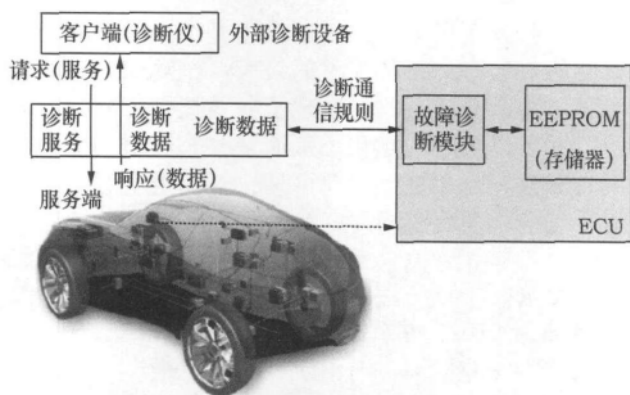 客户端(诊断仪)
外部诊断设备
请求(服务)
诊断
服务
诊断
数据
诊断数据
诊断通
信规则
故障诊
断模块
EEPROM
(存储器)
响应(数据)
服务端
ECU